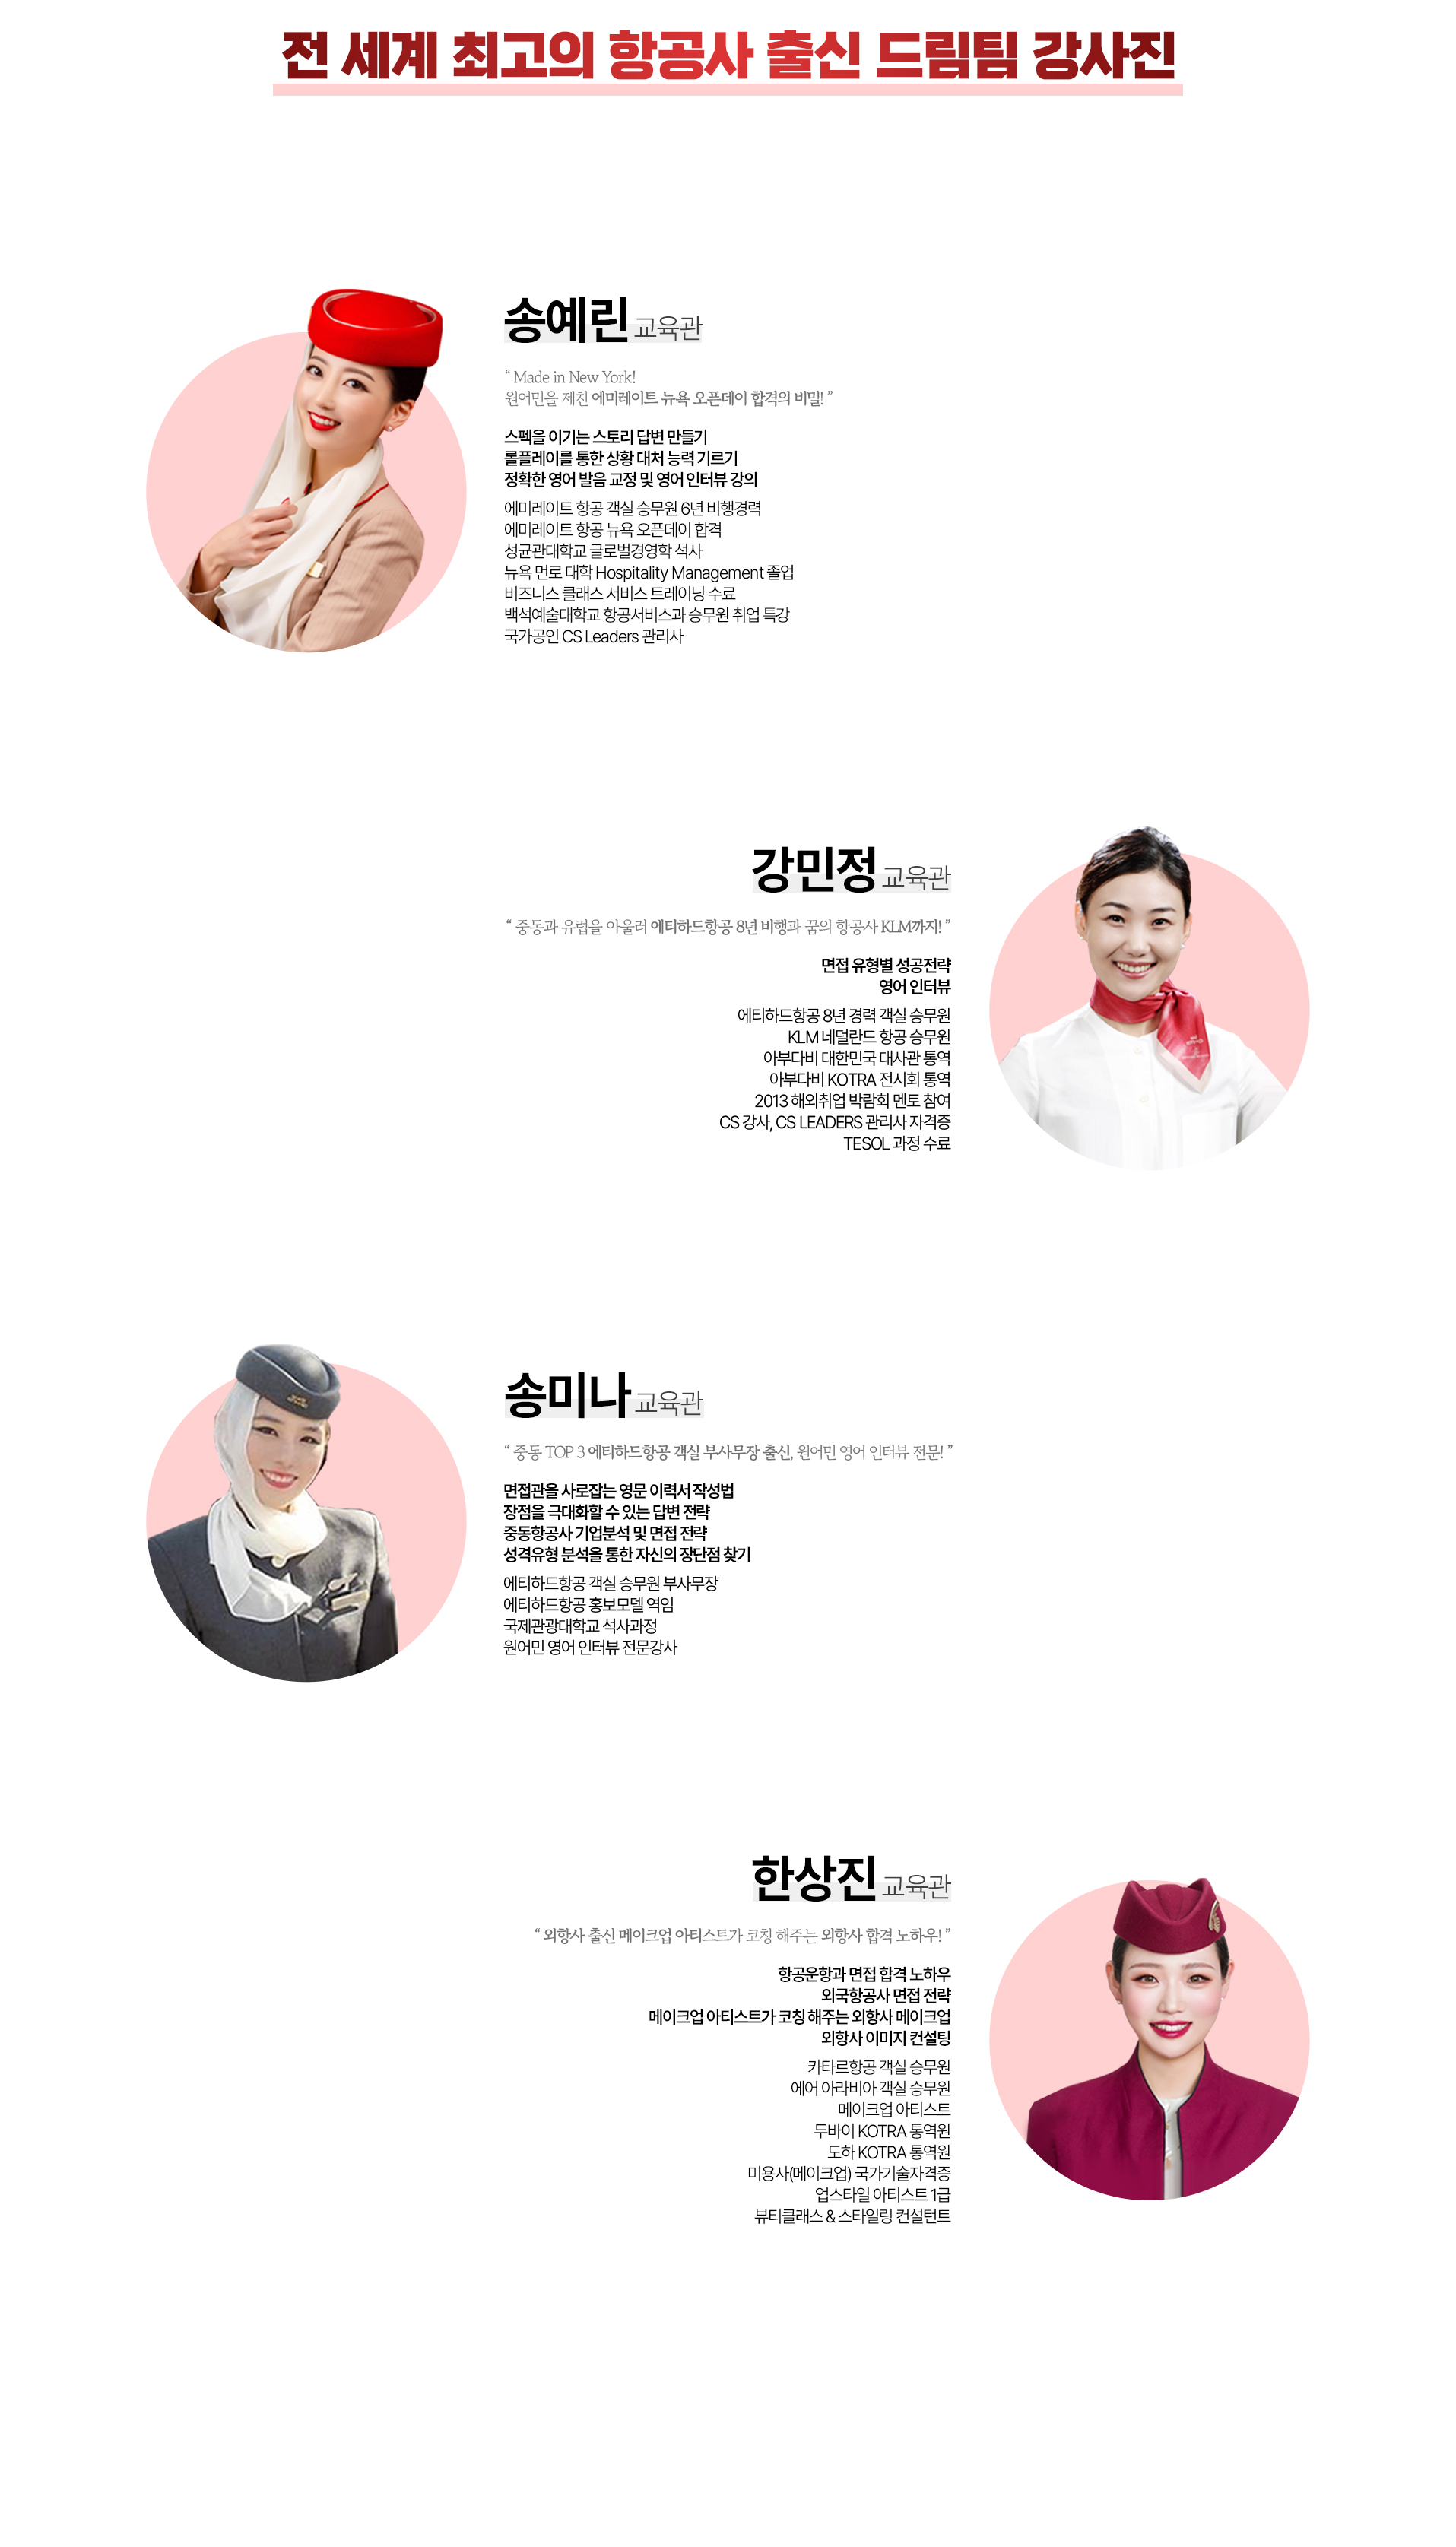 전 세계 최고의 항공사 출신 드림팀 강사진
송예린 교육관
“ Made in New York!
원어민을 제친 에미레이트 뉴욕 오픈데이 합격의 비밀! ”
스펙을 이기는 스토리 답변 만들기
롤플레이를 통한 상황 대처 능력 기르기
정확한 영어 발음 교정 및 영어 인터뷰 강의
에미레이트 항공 객실 승무원 6년 비행경력
에미레이트 항공 뉴욕 오픈데이 합격
성균관대학교 글로벌경영학 석사
뉴욕 먼로 대학 Hospitality Management 졸업
비즈니스 클래스 서비스 트레이닝 수료
백석예술대학교 항공서비스과 승무원 취업 특강
국가공인 CS Leaders 관리사
강민정 교육관
“ 중동과 유럽을 아울러 에티하드항공 8년 비행과 꿈의 항공사 KLM까지! ”
면접 유형별 성공전략
영어 인터뷰
에티하드항공 8년 경력 객실 승무원
KLM 네덜란드 항공 승무원
아부다비 대한민국 대사관 통역
아부다비 KOTRA 전시회 통역
2013 해외취업 박람회 멘토 참여
CS 강사, CS LEADERS 관리사 자격증
TESOL 과정 수료
송미나 교육관
“ 중동 TOP 3 에티하드항공 객실 부사무장 출신, 원어민 영어 인터뷰 전문! ”
면접관을 사로잡는 영문 이력서 작성법
장점을 극대화할 수 있는 답변 전략
중동항공사 기업분석 및 면접 전략
성격유형 분석을 통한 자신의 장단점 찾기
에티하드항공 객실 승무원 부사무장
에티하드항공 홍보모델 역임
국제관광대학교 석사과정
원어민 영어 인터뷰 전문강사
한상진 교육관
“ 외항사 출신 메이크업 아티스트가 코칭 해주는 외항사 합격 노하우! ”
항공운항과 면접 합격 노하우
외국항공사 면접 전략
메이크업 아티스트가 코칭 해주는 외항사 메이크업
외항사 이미지 컨설팅
카타르항공 객실 승무원
에어 아라비아 객실 승무원
메이크업 아티스트
두바이 KOTRA 통역원
도하 KOTRA 통역원
미용사(메이크업) 국가기술자격증
업스타일 아티스트 1급
뷰티클래스 & 스타일링 컨설턴트